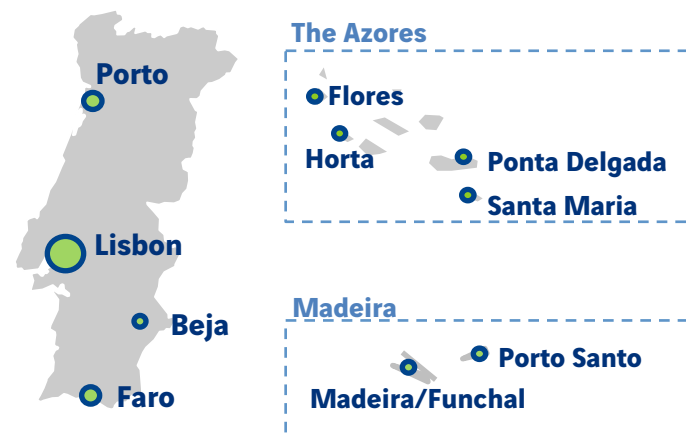 The Azores
Porto
Flores
Horta
Ponta Delgada
Santa Maria
Lisbon
Madeira
Beja
Porto Santo
Faro
Madeira/Funchal